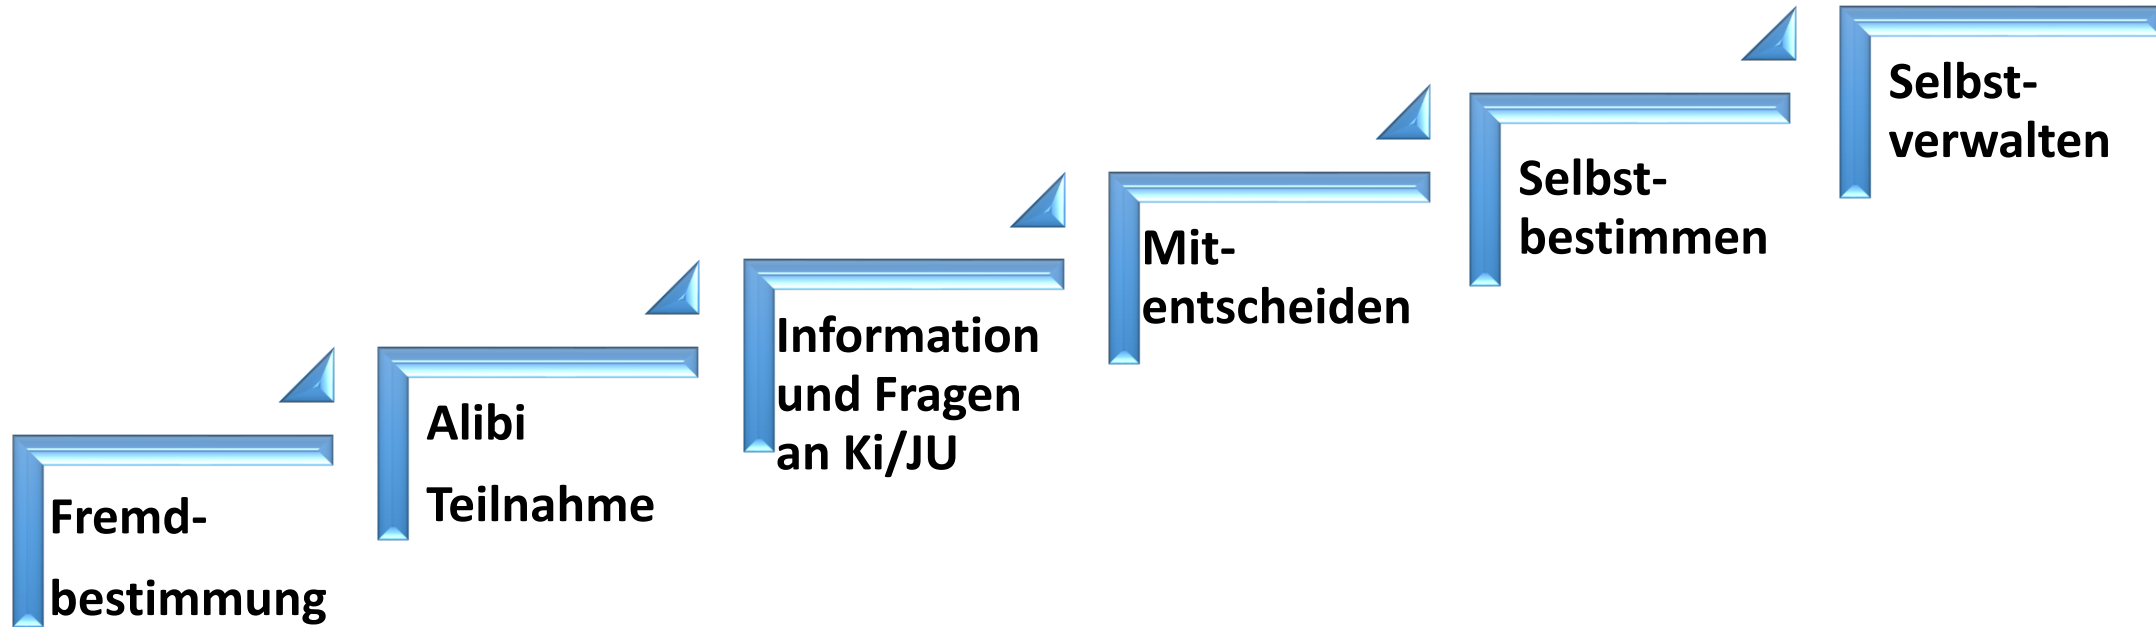 Fremd-
bestimmung
Alibi
Teilnahme
Information
und Fragen
an Ki/JU
Mit-
entscheiden
Selbst-
bestimmen
Selbst-
verwalten